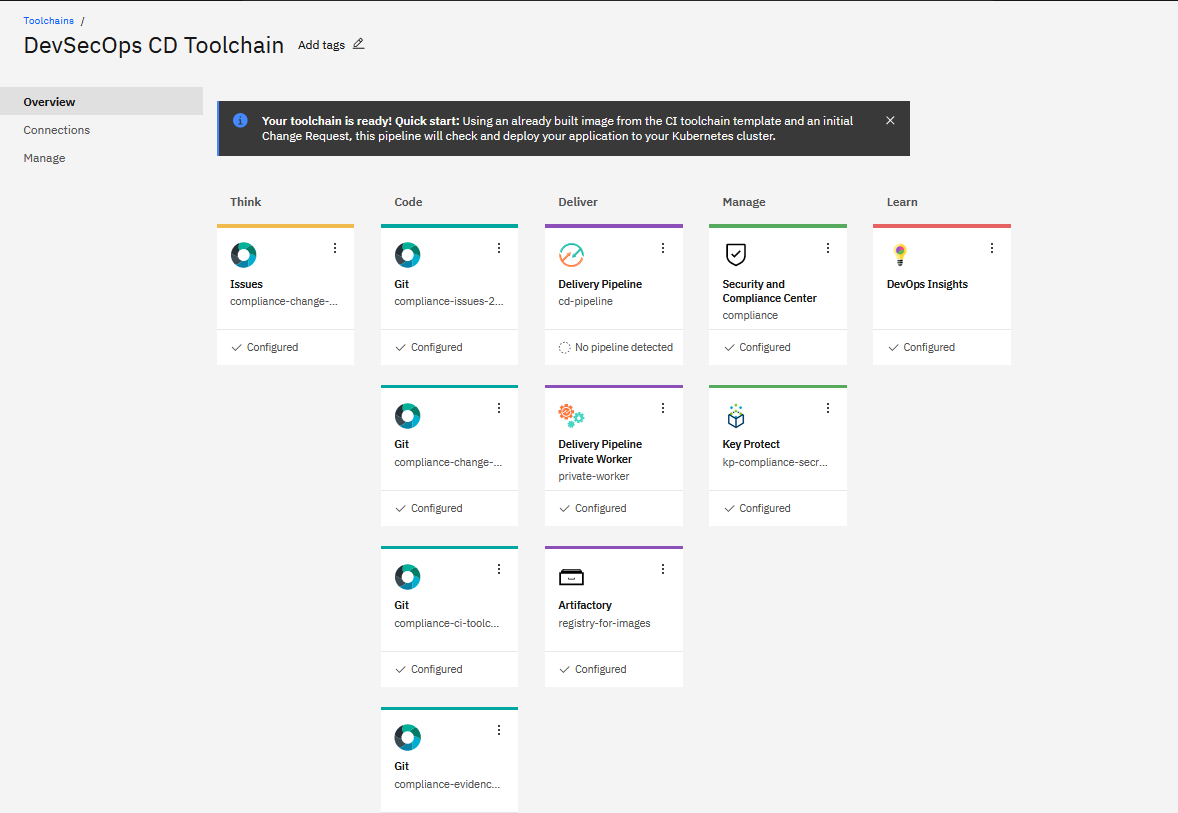 Toolchains /
DevSecOps CD Toolchain Add tags
Overview
Connections
Manage
Your toolchain is ready! Quick start: Using an already built image from the CI toolchain template and an initial
Change Request, this pipeline will check and deploy your application to your Kubernetes cluster.
Think
Issues
compliance-change-...
Configured
Code
Git
compliance-issues-2...
Configured
Git
compliance-change-...
Configured
Git
compliance-ci-toolc...
Configured
Git
compliance-evidenc...
Deliver
Delivery Pipeline
cd-pipeline
No pipeline detected
Delivery Pipeline
Private Worker
private-worker
Configured
Artifactory
registry-for-images
Configured
Manage
Security and
Compliance Center
compliance
Configured
Key Protect
kp-compliance-secr...
Configured
Learn
DevOps Insights
Configured